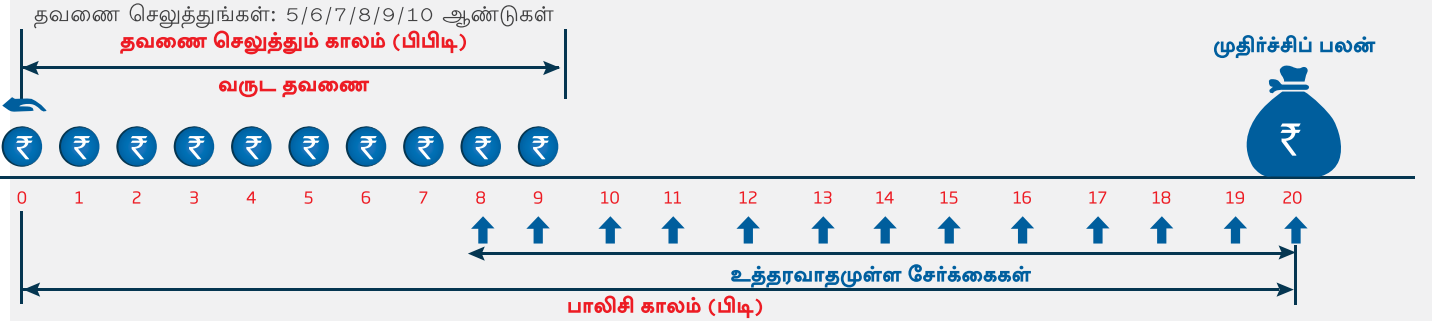 தவணை செலுத்துங்கள்: 5/6/7/8/9/10 ஆண்டுகள்
தவணை செலுத்தும் காலம் (பிபிடி)
முதிர்ச்சிப் பலன்
வருட தவணை
₹ ₹ ₹ ₹ ₹ ₹ ₹ ₹ ₹ ₹ ₹
0 1 2 3 4 5 6 7 8 9 10 11 12 13 14 15 16 17 18 19 20
உத்தரவாதமுள்ள சேர்க்கைகள்
பாலிசி காலம் (பிடி)